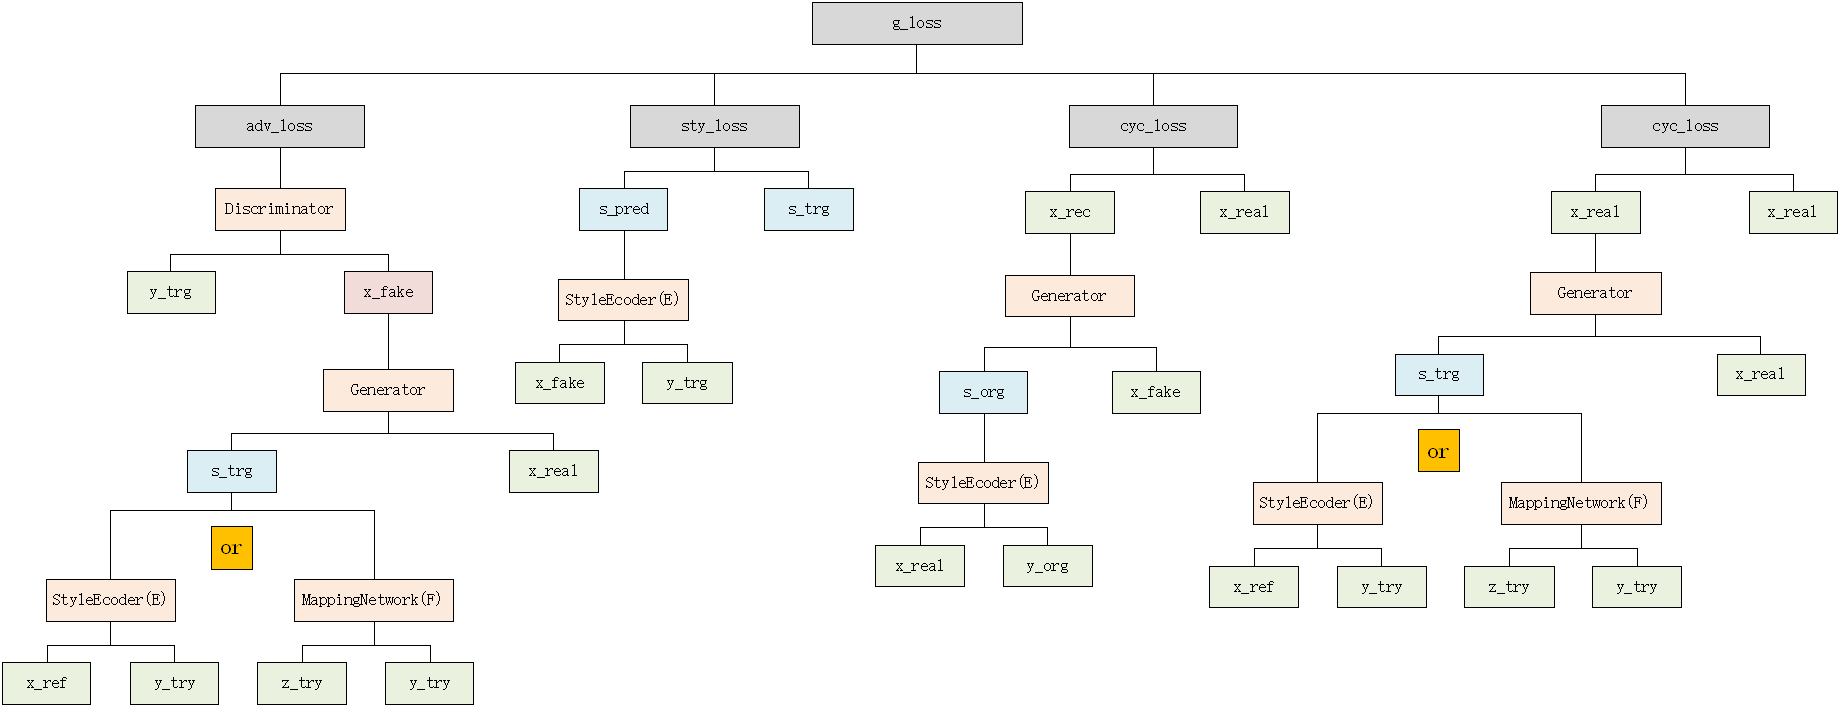 g_loss
adv_loss
sty_loss
cyc_loss
cyc_loss
Discriminator
s_pred
s_trg
x_rec
x_real
x_real
x_real
y_trg
x_fake
StyleEcoder(E)
Generator
Generator
x_fake
y_trg
Generator
s_org
x_fake
s_trg
x_real
s_trg
x_real
StyleEcoder(E)
or
StyleEcoder(E)
MappingNetwork(F)
or
x_real
y_org
x_ref
y_try
z_try
y_try
StyleEcoder(E)
MappingNetwork(F)
x_ref
y_try
z_try
y_try